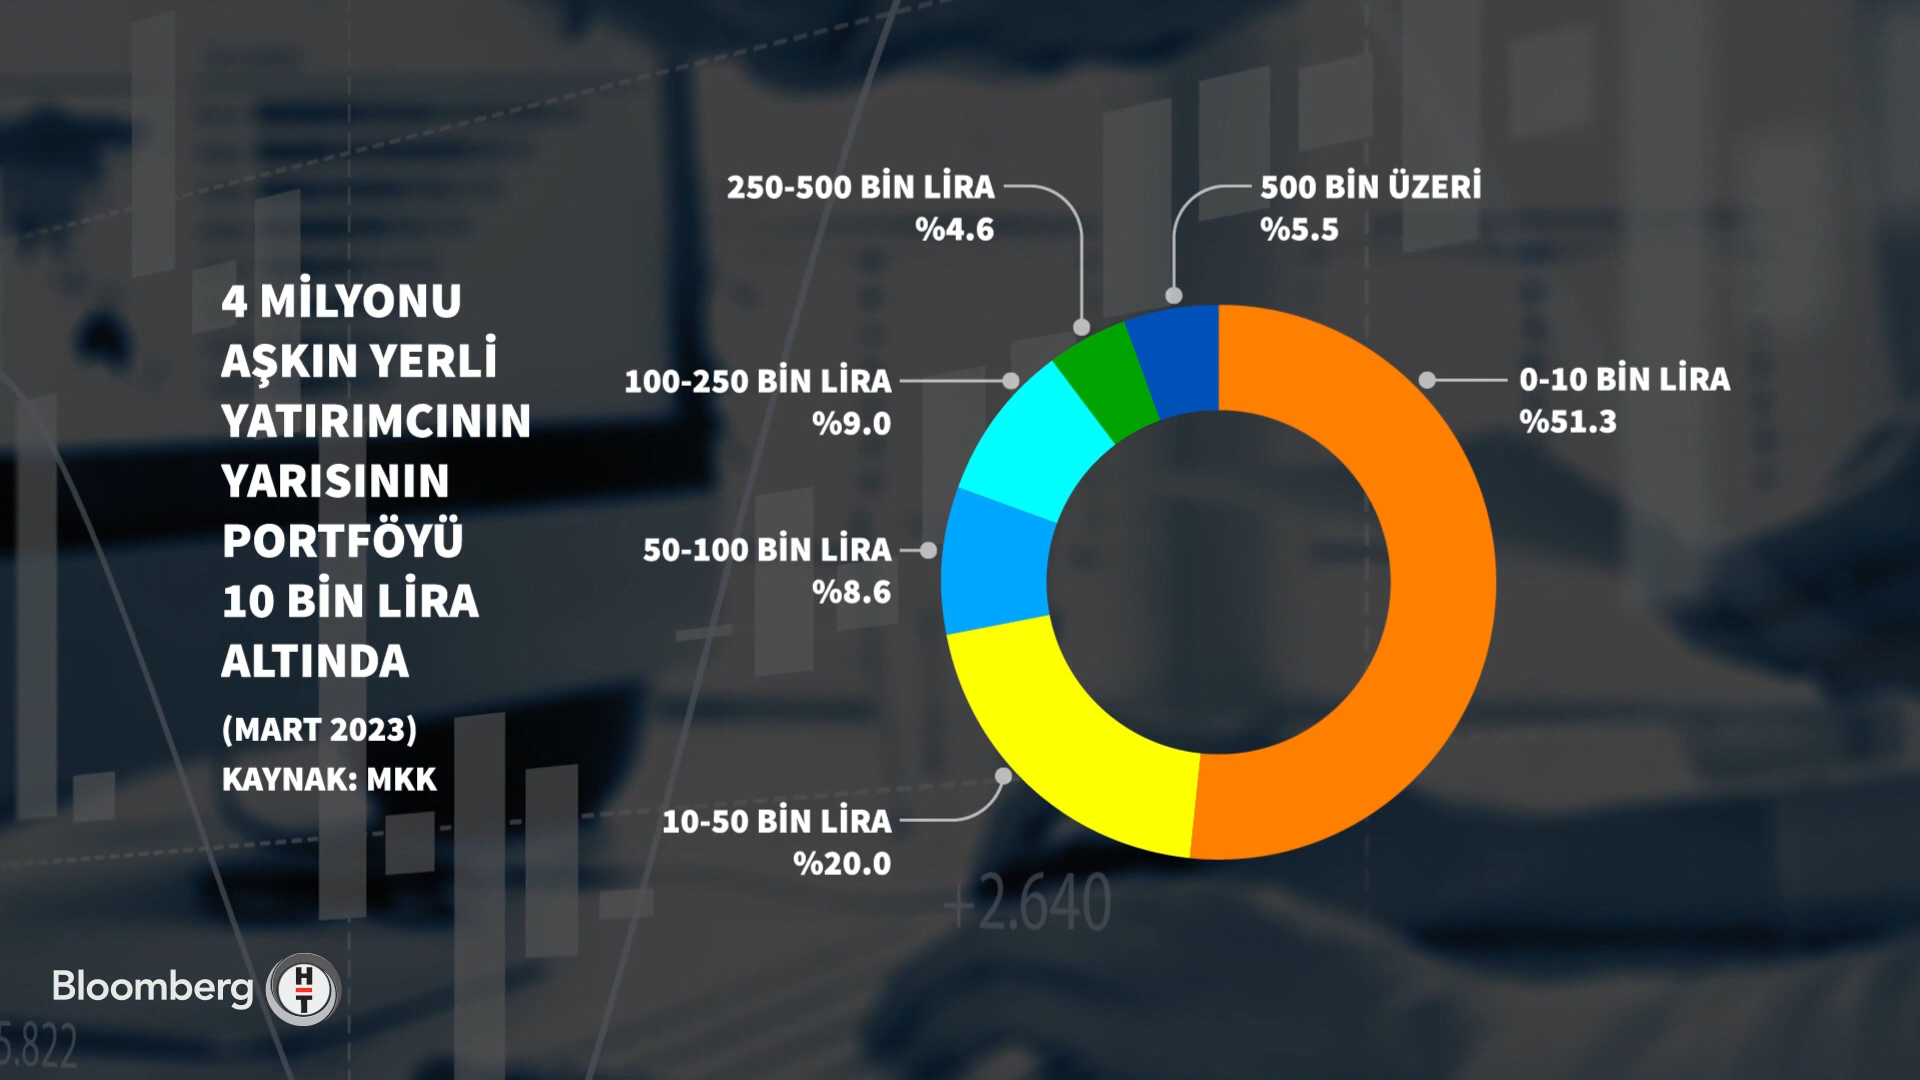 4 MİLYONU
AŞKIN YERLİ
YATIRIMCININ
YARISININ
PORTFÖYÜ
10 BİN LİRA
ALTINDA
(MART 2023)
KAYNAK: MKK
250-500 BİN LİRA
%4.6
500 BİN ÜZERİ
%5.5
100-250 BİN LİRA
%9.0
0-10 BİN LİRA
%51.3
50-100 BİN LİRA
%8.6
10-50 BİN LİRA
%20.0
+2.640
Bloomberg HT
5.822